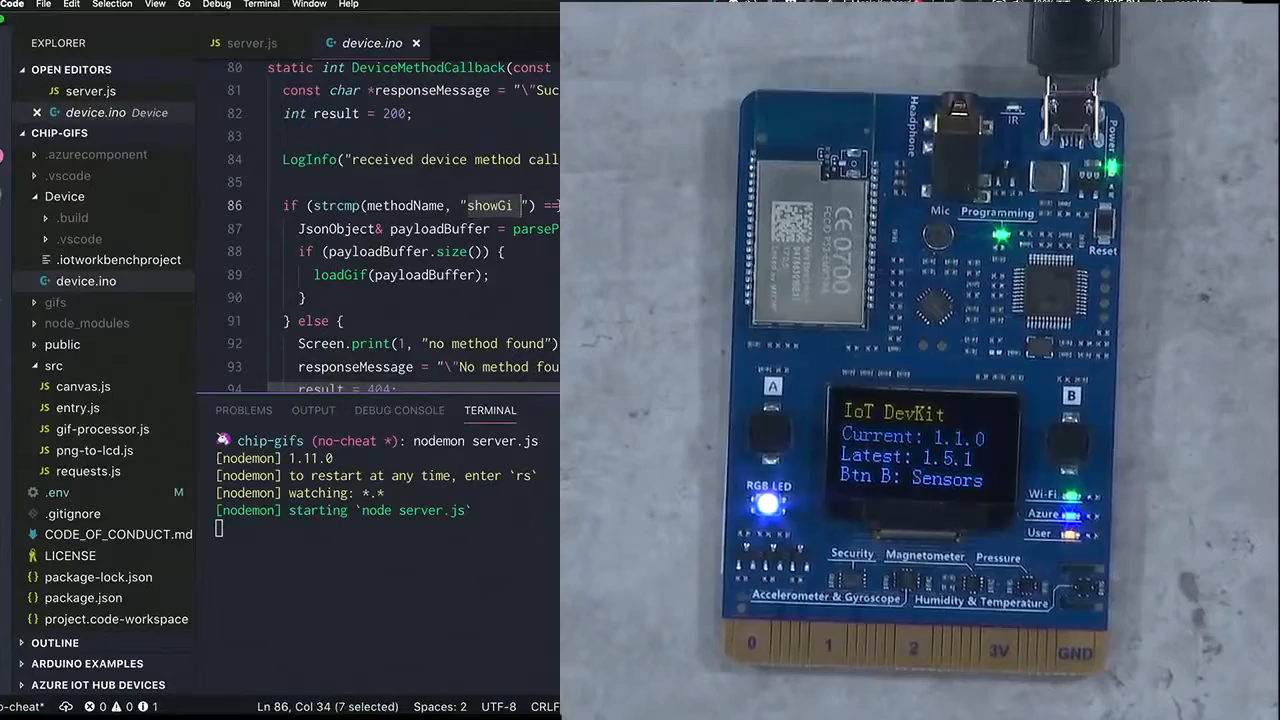 Code File Edit Selection View Go Debug Terminal Window Help
EXPLORER
OPEN EDITORS
JS server.js
device.ino Device
CHIP-GIFS
.azurecomponent
.vscode
Device
.build
.vscode
.iotworkbenchproject
device.ino
gifs
node_modules
public
src
canvas.js
entry.js
gif-processor.js
png-to-lcd.js
requests.js
.env M
.gitignore
CODE_OF_CONDUCT.md
LICENSE
package-lock.json
package.json
project.code-workspace
OUTLINE
ARDUINO EXAMPLES
AZURE IOT HUB DEVICES
JS server.js device.ino
80 static int DeviceMethodCallback(const
81 const char *responseMessage = "\"Suc
82 int result = 200;
83
84 LogInfo("received device method call
85
86 if (strcmp(methodName, "showGi ") ==
87 JsonObject& payloadBuffer = parseP
88 if (payloadBuffer.size()) {
89 loadGif(payloadBuffer);
90 }
91 } else {
92 Screen.print(1, "no method found")
93 responseMessage = "\"No method fou
94 result = 404;
PROBLEMS OUTPUT DEBUG CONSOLE TERMINAL
chip-gifs (no-cheat *): nodemon server.js
[nodemon] 1.11.0
[nodemon] to restart at any time, enter `rs`
[nodemon] watching: *.*
[nodemon] starting `node server.js`
o-cheat* 0 0 1 Ln 86, Col 34 (7 selected) Spaces: 2 UTF-8 CRLF
Headphone
IR
Power
Mic
Programming
Reset
CE0700
A
B
IoT DevKit
Current: 1.1.0
Latest: 1.5.1
Btn B: Sensors
RGB LED
Wi-Fi
Azure
User
Security Magnetometer Pressure
Accelerometer & Gyroscope Humidity & Temperature
0 1 2 3V GND